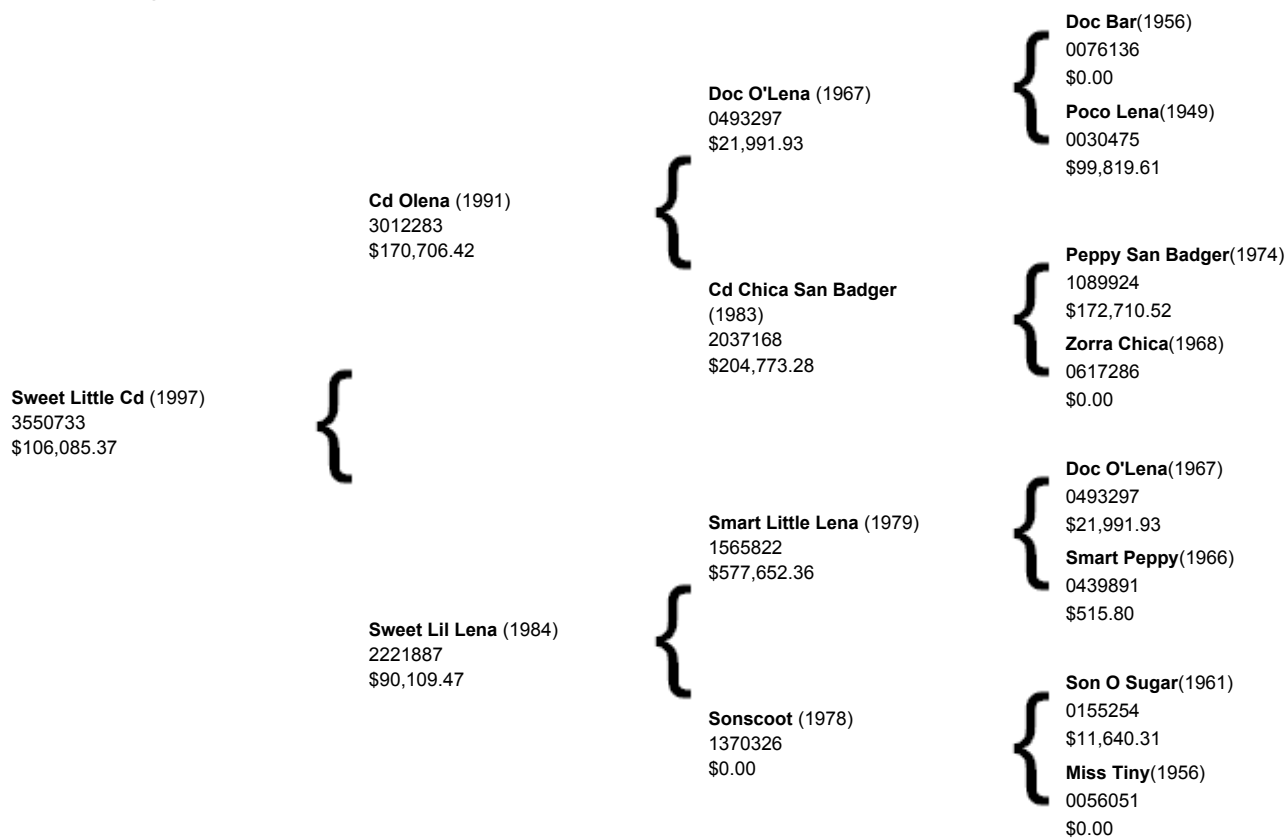 Sweet Little Cd (1997)
3550733
$106,085.37
Cd Olena (1991)
3012283
$170,706.42
Sweet Lil Lena (1984)
2221887
$90,109.47
Doc O'Lena (1967)
0493297
$21,991.93
Cd Chica San Badger
(1983)
2037168
$204,773.28
Smart Little Lena (1979)
1565822
$577,652.36
Sonscoot (1978)
1370326
$0.00
Doc Bar(1956)
0076136
$0.00
Poco Lena(1949)
0030475
$99,819.61
Peppy San Badger(1974)
1089924
$172,710.52
Zorra Chica(1968)
0617286
$0.00
Doc O'Lena(1967)
0493297
$21,991.93
Smart Peppy(1966)
0439891
$515.80
Son O Sugar(1961)
0155254
$11,640.31
Miss Tiny(1956)
0056051
$0.00